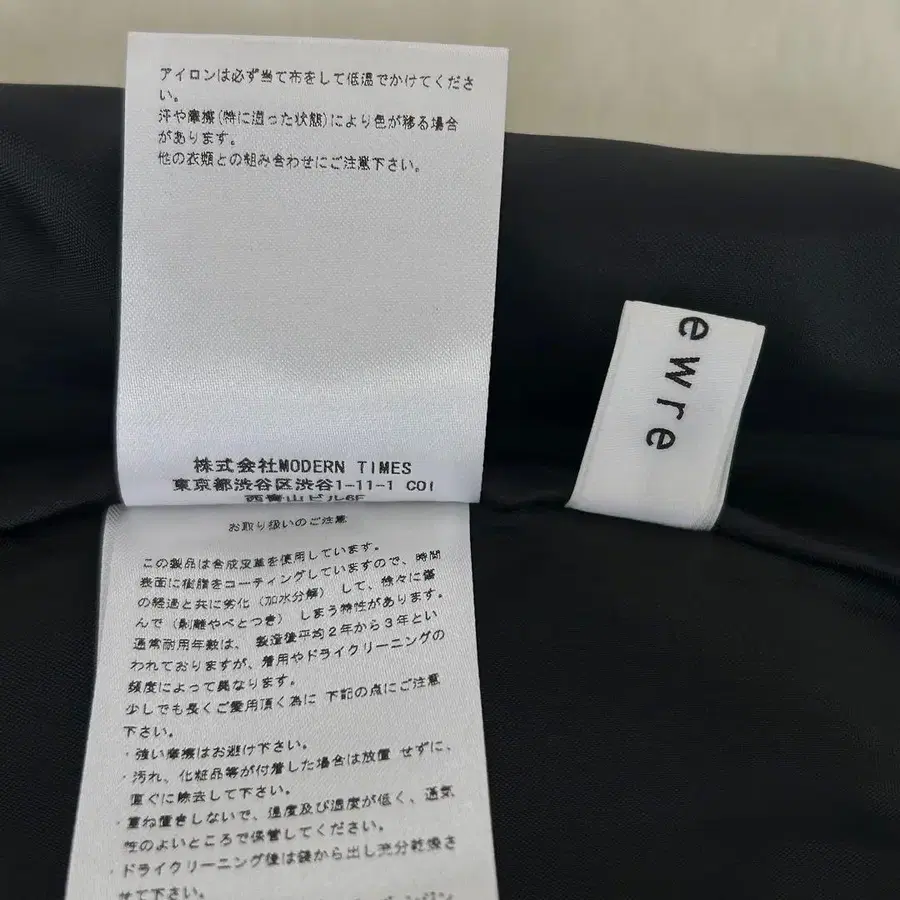 アイロンは必ず当て布をして低温でかけてくださ
い。
汗や摩擦(特に湿った状態)により色が移る場合
があります。
他の衣類との組み合わせにご注意下さい。
株式会社MODERN TIMES
東京都渋谷区渋谷1-11-1 COI
西青山ビル6F
お取り扱いのご注意
この製品は合成皮革を使用しています。
表面に樹脂をコーティングしていますので、時間
の経過と共に劣化(加水分解) して、徐々に傷
んで(剥離やべとつき) しまう特性があります。
通常耐用年数は、 製造後平均2年から3年とい
われておりますが、着用やドライクリーニングの
頻度によって異なります。
少しでも長くご愛用頂く為に 下記の点にご注意
下さい。
・強い摩擦はお避け下さい。
・汚れ、化粧品等が付着した場合は放置 せずに、
直ぐに除去して下さい。
・重ね置きしないで、温度及び湿度が低く、通気
性のよいところで保管してください。
・ドライクリーニング後は袋から出し充分乾燥さ
せて下さい。
ewre